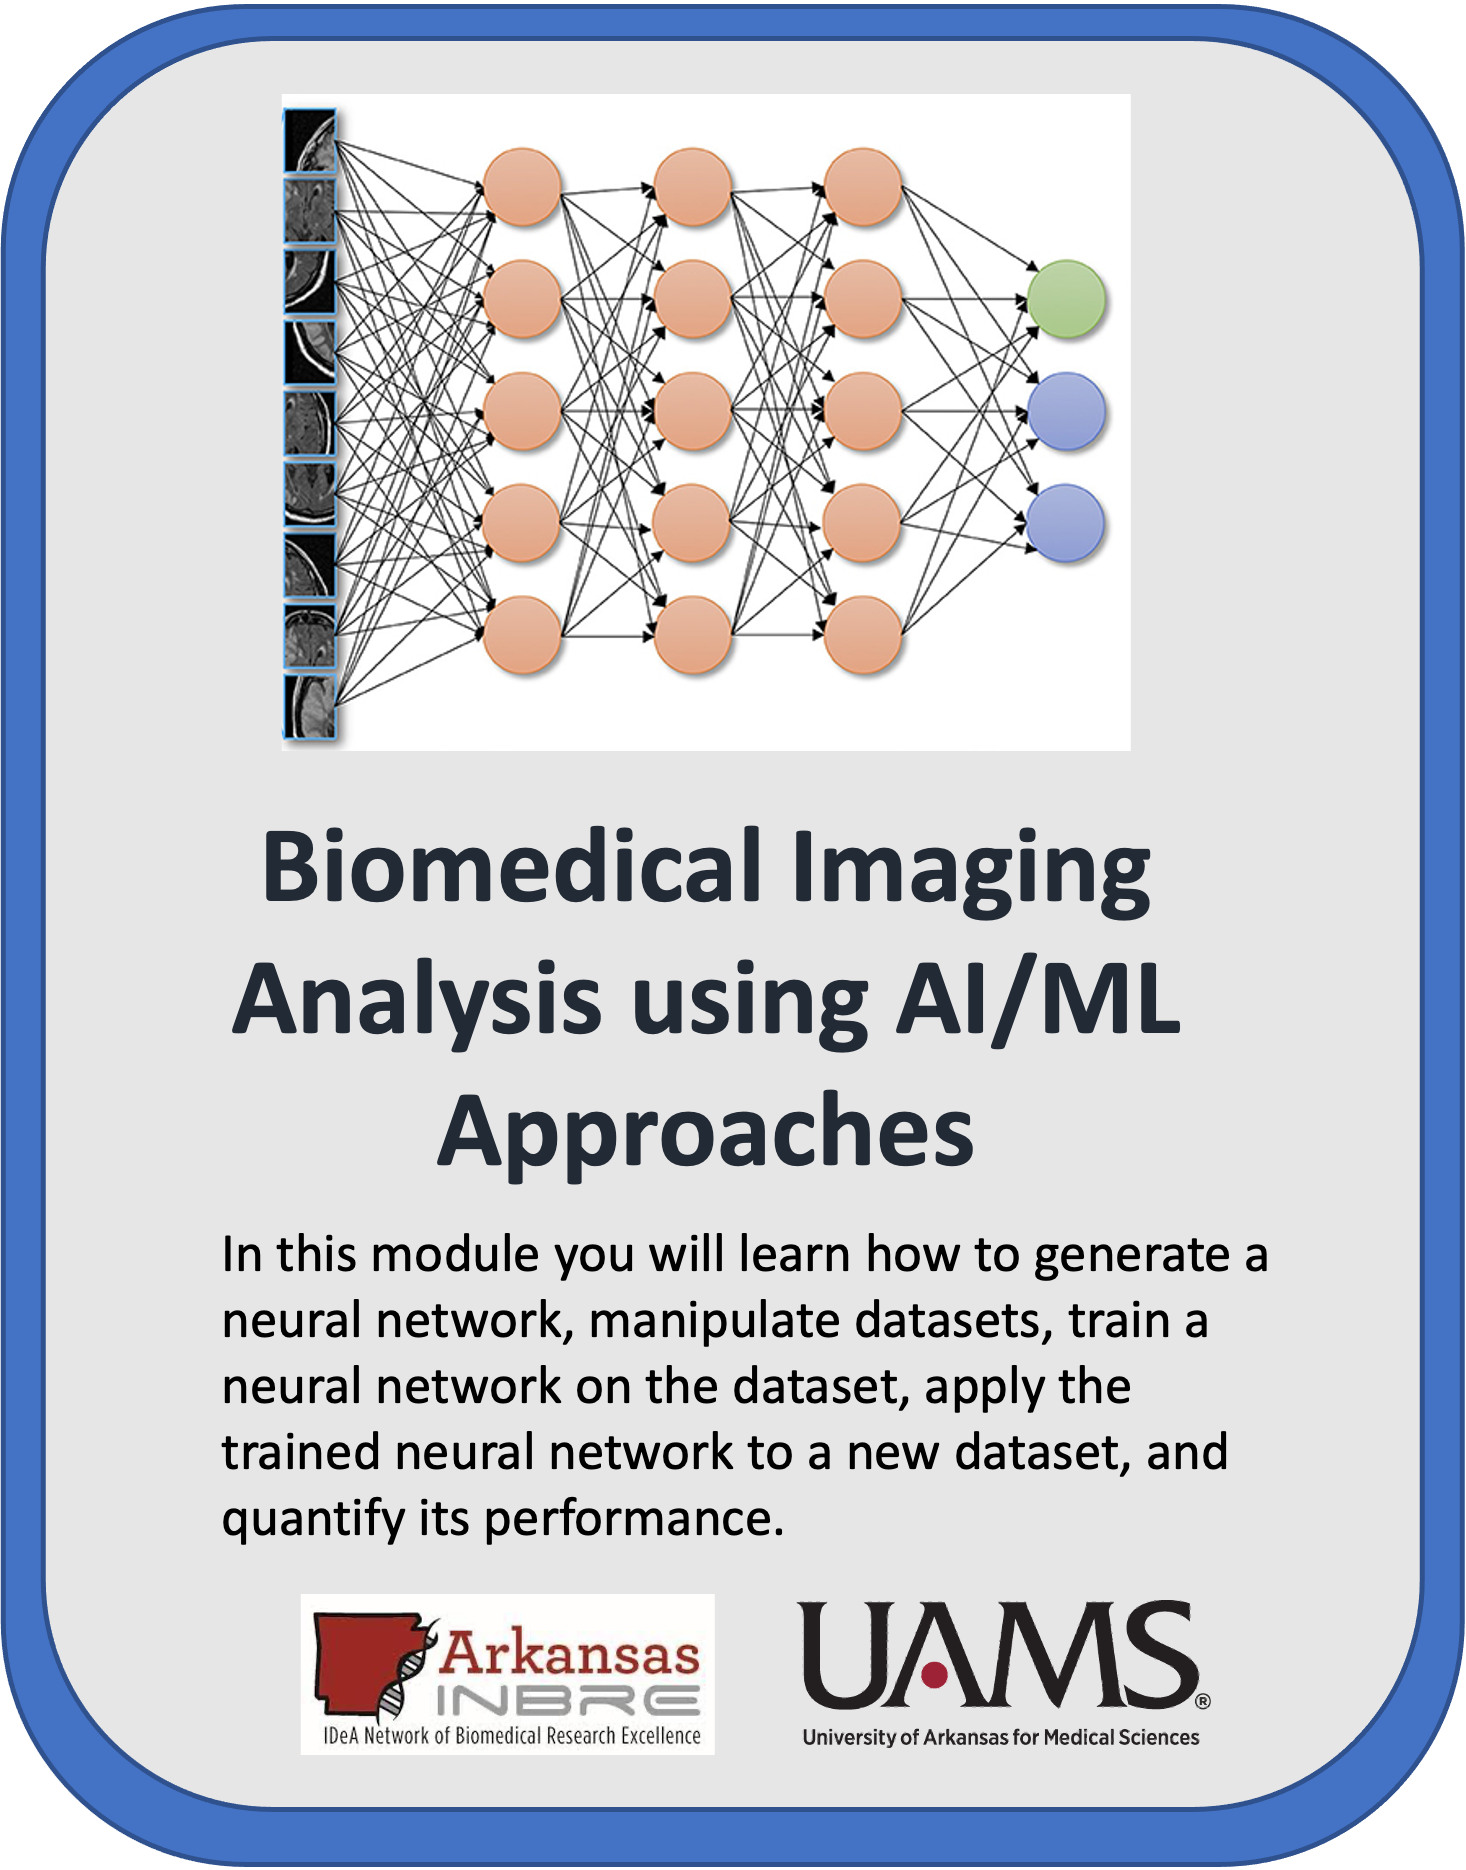 Biomedical Imaging
Analysis using AI/ML
Approaches
In this module you will learn how to generate a
neural network, manipulate datasets, train a
neural network on the dataset, apply the
trained neural network to a new dataset, and
quantify its performance.
Arkansas
INBRE
IDeA Network of Biomedical Research Excellence
UAMS®
University of Arkansas for Medical Sciences